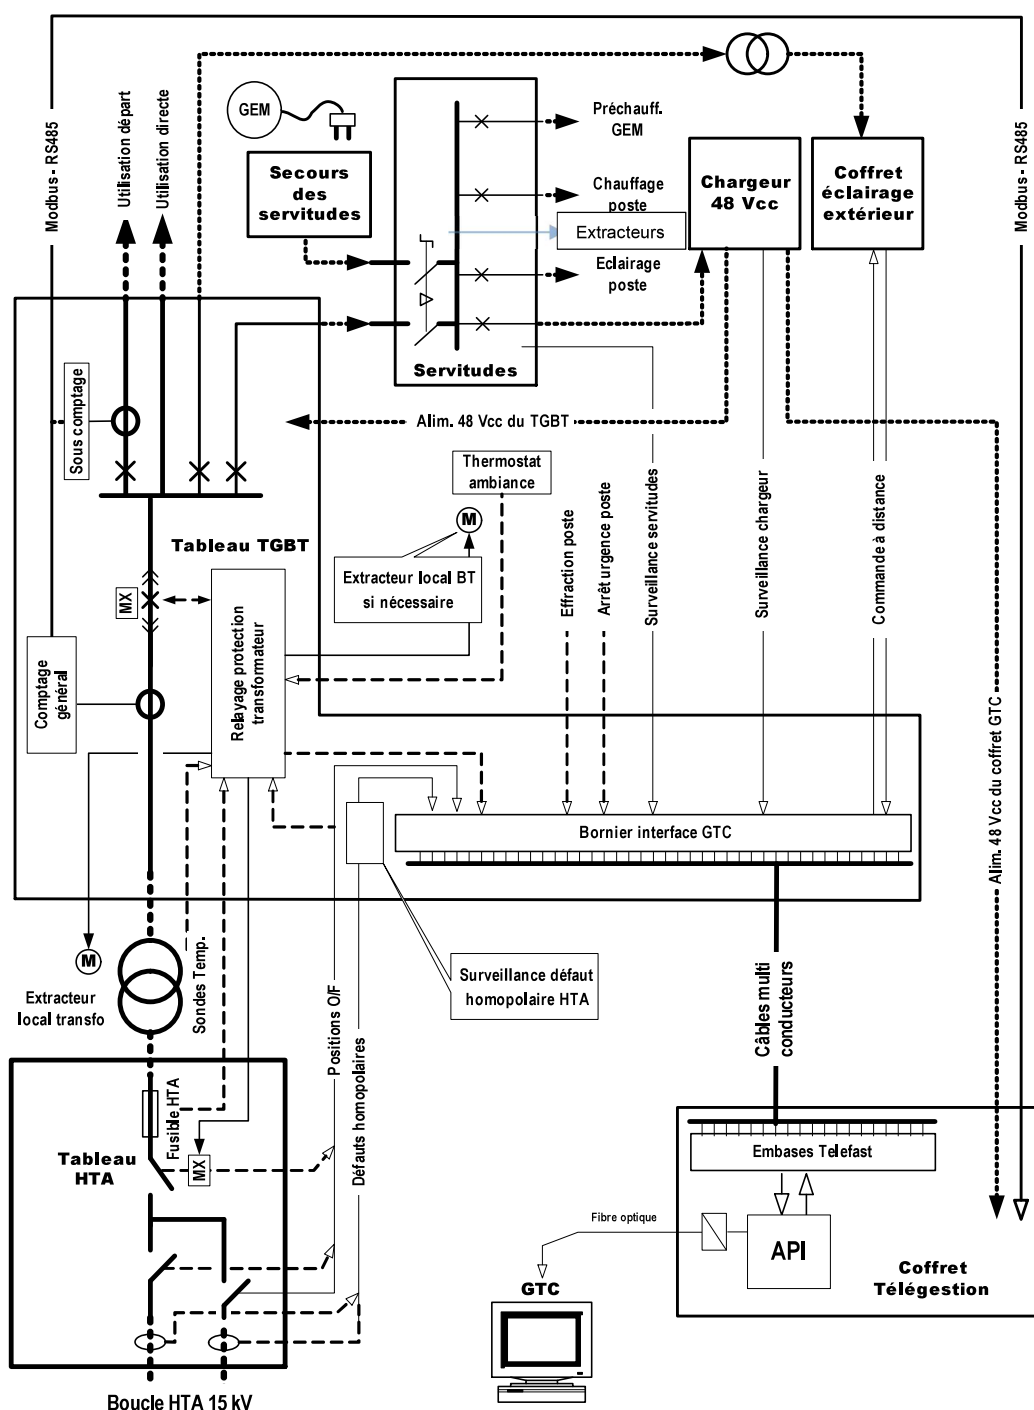 Modbus - RS485
Utilisation départ
Utilisation directe
GEM
Secours
des
servitudes
Préchauff.
GEM
Chauffage
poste
Extracteurs
Eclairage
poste
Servitudes
Chargeur
48 Vcc
Coffret
éclairage
extérieur
Modbus - RS485
Sous comptage
Alim. 48 Vcc du TGBT
Thermostat
ambiance
M
Tableau TGBT
Extracteur local BT
si nécessaire
MX
Relayage protection
transformateur
Comptage
général
Effraction poste
Arrêt urgence poste
Surveillance servitudes
Surveillance chargeur
Commande à distance
Alim. 48 Vcc du coffret GTC
Bornier interface GTC
M
Extracteur
local transfo
Sondes Temp.
Surveillance défaut
homopolaire HTA
Câbles multi
conducteurs
Positions O/F
Défauts homopolaires
Fusible HTA
Tableau
HTA
MX
Embases Telefast
Fibre optique
API
Coffret
Télégestion
GTC
Boucle HTA 15 kV